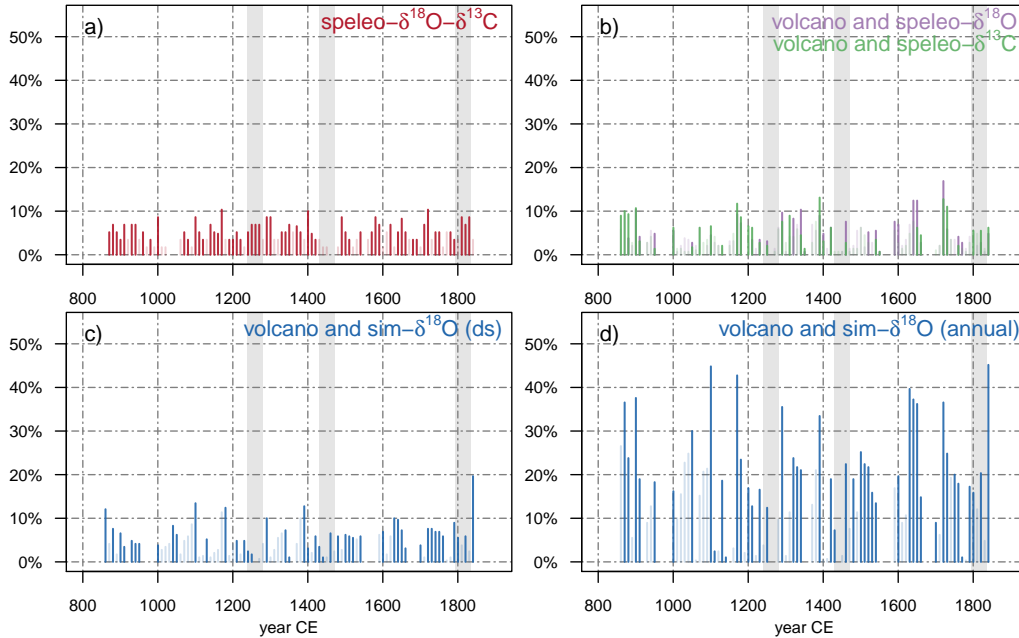 a) speleo−δ¹⁸O−δ¹³C
50%
40%
30%
20%
10%
0%
800 1000 1200 1400 1600 1800
b) volcano and speleo−δ¹⁸O
volcano and speleo−δ¹³C
50%
40%
30%
20%
10%
0%
800 1000 1200 1400 1600 1800
c) volcano and sim−δ¹⁸O (ds)
50%
40%
30%
20%
10%
0%
800 1000 1200 1400 1600 1800
year CE
d) volcano and sim−δ¹⁸O (annual)
50%
40%
30%
20%
10%
0%
800 1000 1200 1400 1600 1800
year CE